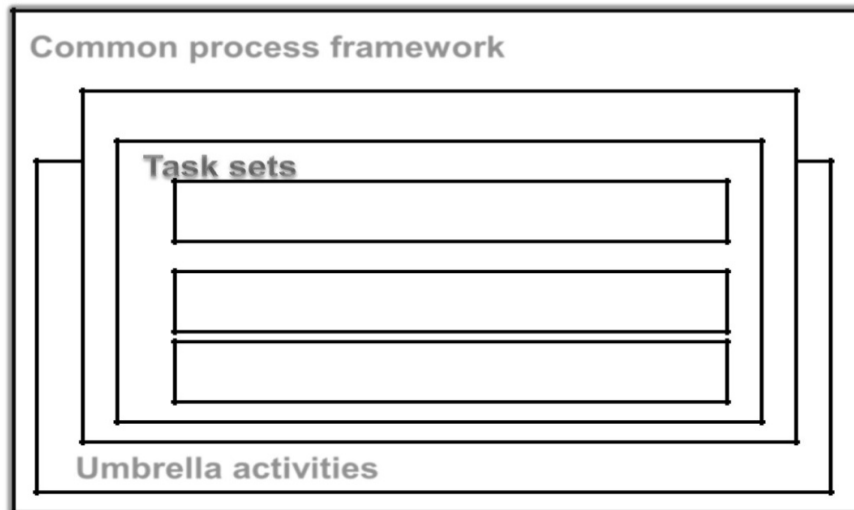 Common process framework
Task sets
Umbrella activities